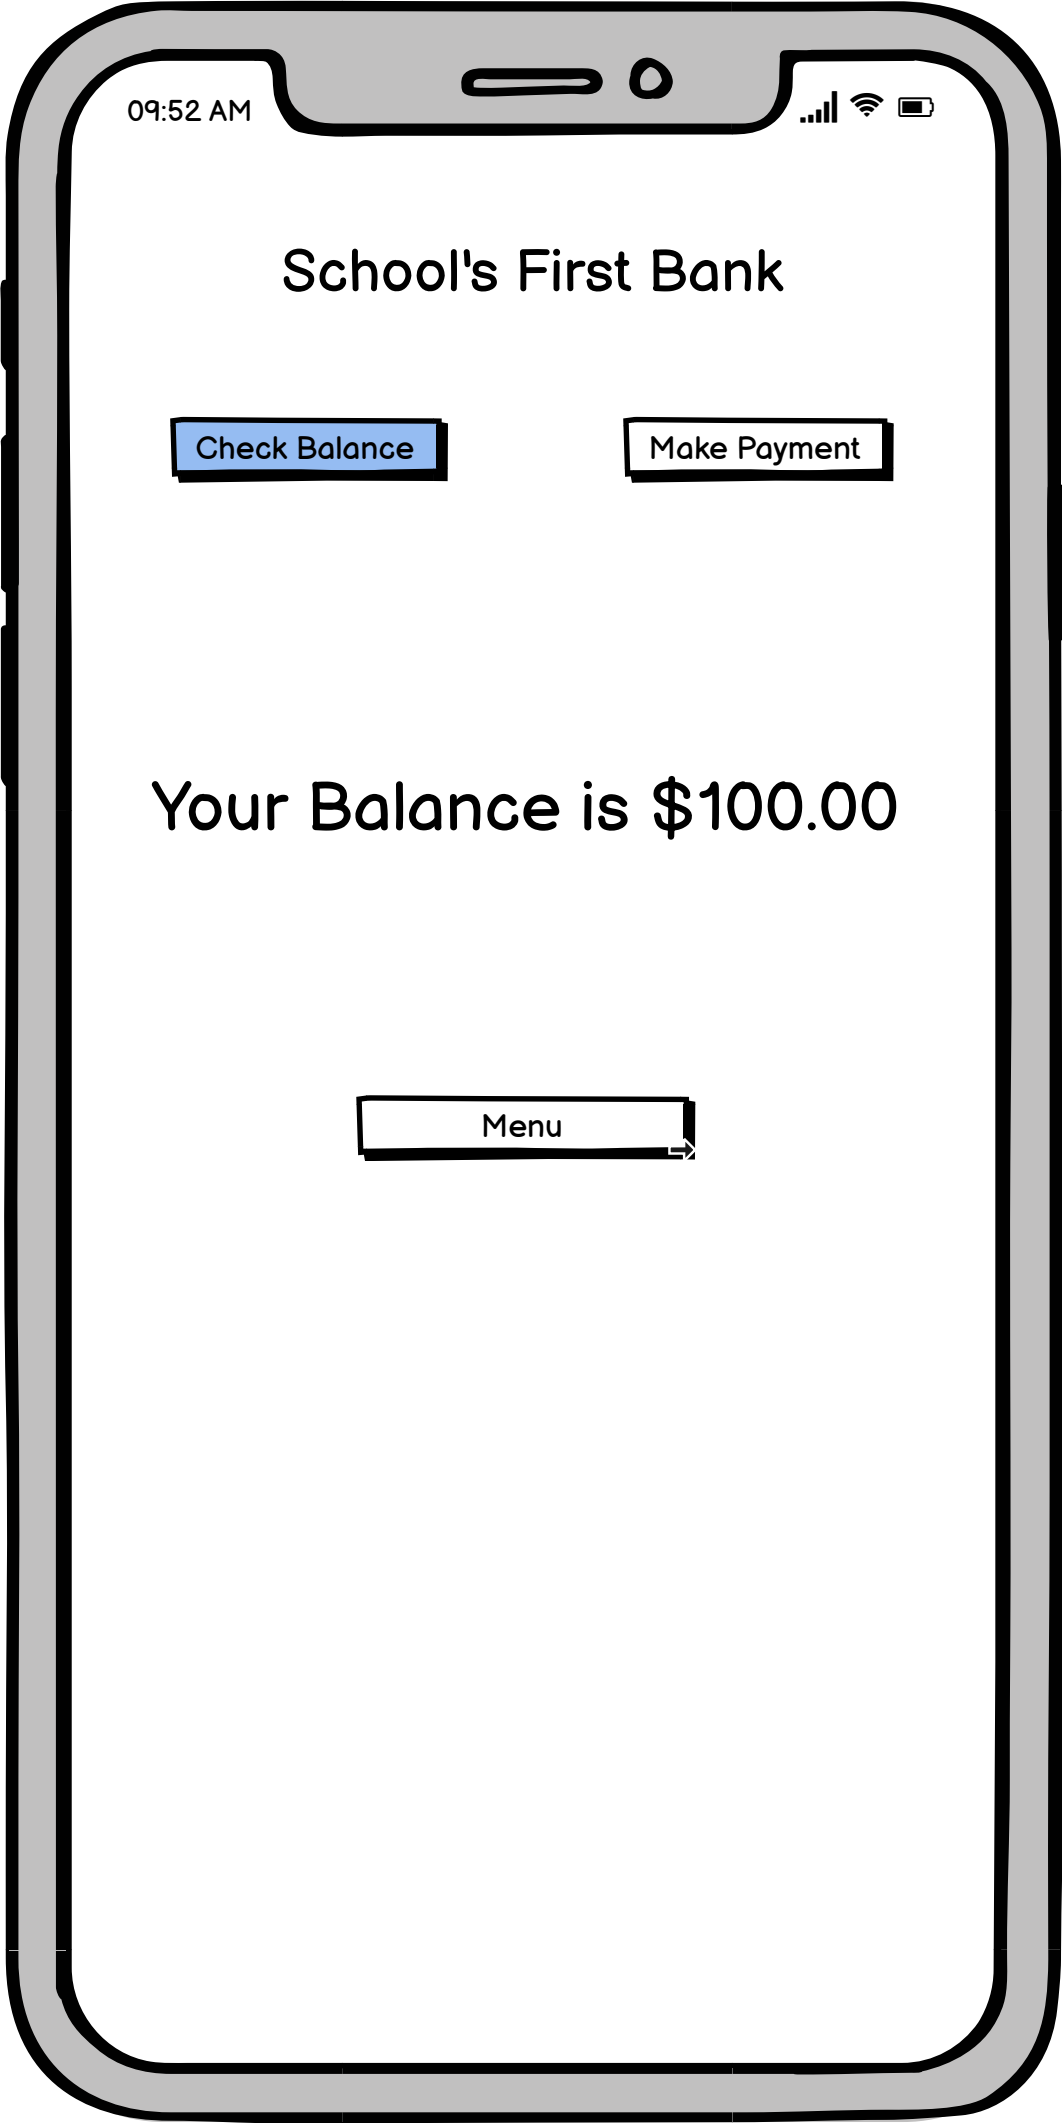 09:52 AM
School's First Bank
Check Balance
Make Payment
Your Balance is $100.00
Menu